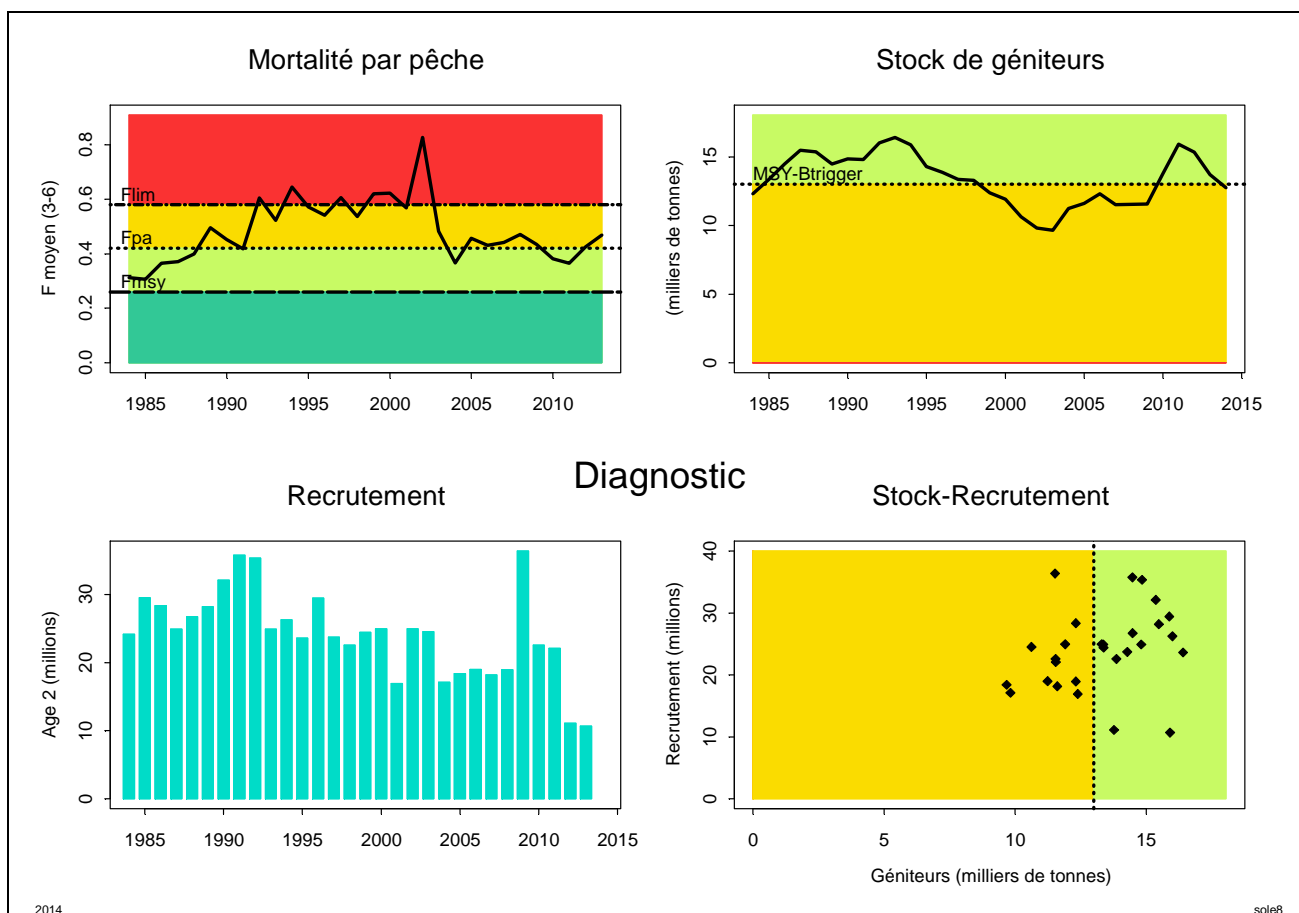 Mortalité par pêche
F moyen (3-6)
0.0 0.2 0.4 0.6 0.8
Flim
Fpa
Fmsy
1985 1990 1995 2000 2005 2010
Stock de géniteurs
(milliers de tonnes)
0 5 10 15
MSY-Btrigger
1985 1990 1995 2000 2005 2010 2015
Diagnostic
Recrutement
Age 2 (millions)
0 10 20 30
1985 1990 1995 2000 2005 2010 2015
Stock-Recrutement
Recrutement (millions)
0 10 20 30 40
0 5 10 15
Géniteurs (milliers de tonnes)
2014
sole8